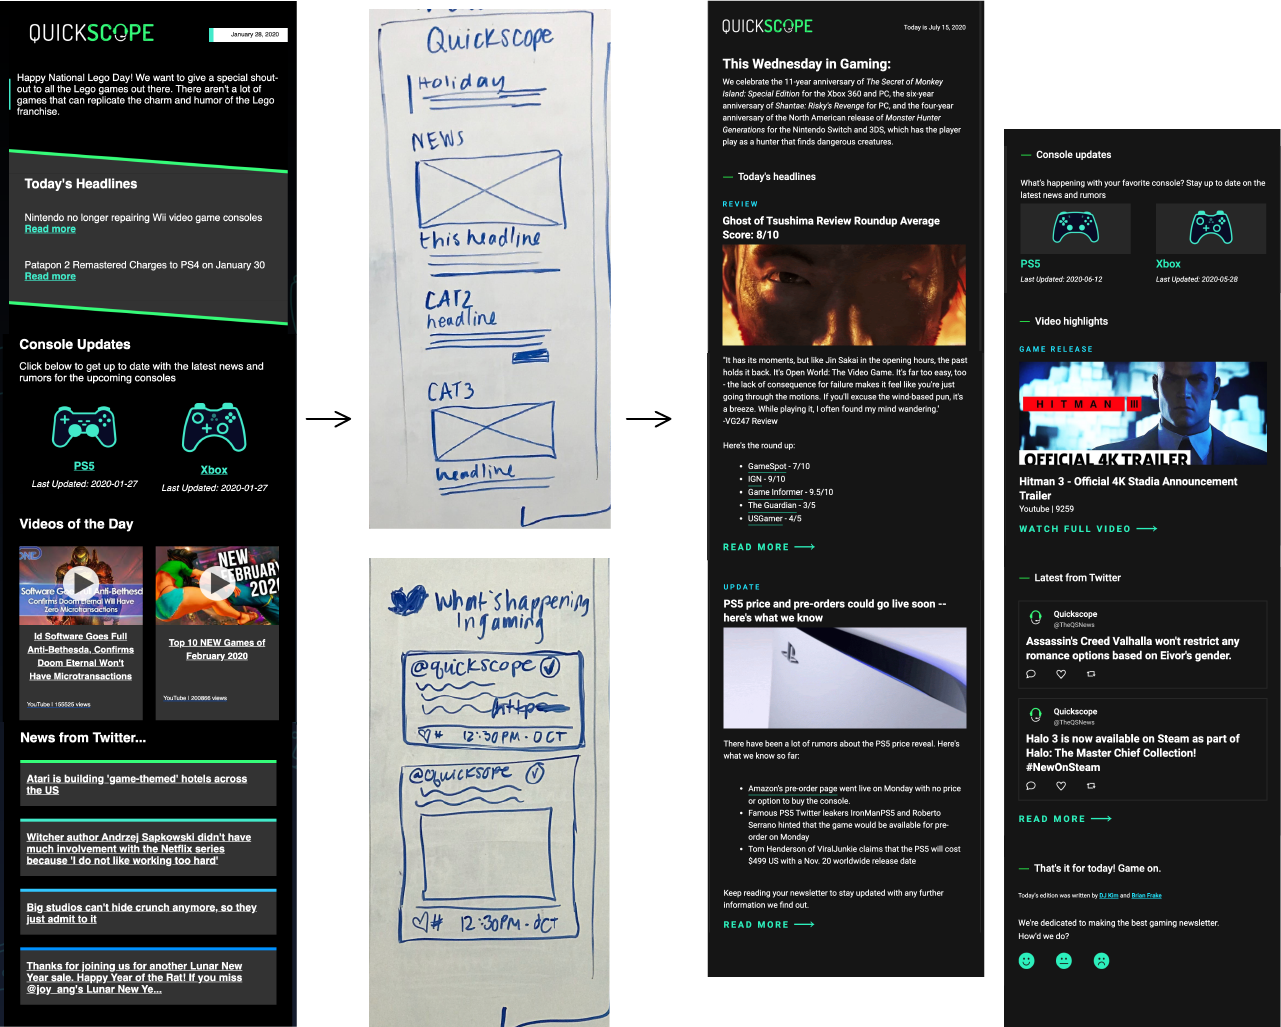 QUICKSCOPE
January 28, 2020
Happy National Lego Day! We want to give a special shout-
out to all the Lego games out there. There aren't a lot of
games that can replicate the charm and humor of the Lego
franchise.
Today's Headlines
Nintendo no longer repairing Wii video game consoles
Read more
Patapon 2 Remastered Charges to PS4 on January 30
Read more
Console Updates
Click below to get up to date with the latest news and
rumors for the upcoming consoles
PS5
Xbox
Last Updated: 2020-01-27
Last Updated: 2020-01-27
Videos of the Day
Software Go Full Anti-Bethesd
Confirms Doom Eternal Will Have
Zero Microtransactions
NEW
FEBRUARY
202
Id Software Goes Full
Anti-Bethesda, Confirms
Doom Eternal Won't
Have Microtransactions
YouTube | 155525 views
Top 10 NEW Games of
February 2020
YouTube | 200866 views
News from Twitter...
Atari is building 'game-themed' hotels across
the US
Witcher author Andrzej Sapkowski didn't have
much involvement with the Netflix series
because 'I do not like working too hard'
Big studios can't hide crunch anymore, so they
just admit to it
Thanks for joining us for another Lunar New
Year sale. Happy Year of the Rat! If you miss
@joy_ang's Lunar New Ye...
Quickscope
Holiday
NEWS
this headline
CAT2
headline
CAT3
headline
What's happening
In gaming
@quickscope
http
# 12:30PM - OCT
@quickscope
# 12:30PM - OCT
QUICKSCOPE
Today is July 15, 2020
This Wednesday in Gaming:
We celebrate the 11-year anniversary of The Secret of Monkey
Island: Special Edition for the Xbox 360 and PC, the six-year
anniversary of Shantae: Risky's Revenge for PC, and the four-year
anniversary of the North American release of Monster Hunter
Generations for the Nintendo Switch and 3DS, which has the player
play as a hunter that finds dangerous creatures.
Today's headlines
REVIEW
Ghost of Tsushima Review Roundup Average
Score: 8/10
"It has its moments, but like Jin Sakai in the opening hours, the past
holds it back. It's Open World: The Video Game. It's far too easy, too
- the lack of consequence for failure makes it feel like you're just
going through the motions. If you'll excuse the wind-based pun, it's
a breeze. While playing it, I often found my mind wandering.'
-VG247 Review
Here's the round up:
• GameSpot - 7/10
• IGN - 9/10
• Game Informer - 9.5/10
• The Guardian - 3/5
• USGamer - 4/5
READ MORE
UPDATE
PS5 price and pre-orders could go live soon --
here's what we know
There have been a lot of rumors about the PS5 price reveal. Here's
what we know so far:
• Amazon's pre-order page went live on Monday with no price
or option to buy the console.
• Famous PS5 Twitter leakers IronManPS5 and Roberto
Serrano hinted that the game would be available for pre-
order on Monday
• Tom Henderson of ViralJunkie claims that the PS5 will cost
$499 US with a Nov. 20 worldwide release date
Keep reading your newsletter to stay updated with any further
information we find out.
READ MORE
Console updates
What's happening with your favorite console? Stay up to date on the
latest news and rumors
PS5
Last Updated: 2020-06-12
Xbox
Last Updated: 2020-05-28
Video highlights
GAME RELEASE
HITMAN III
OFFICIAL 4K TRAILER
Hitman 3 - Official 4K Stadia Announcement
Trailer
Youtube | 9259
WATCH FULL VIDEO
Latest from Twitter
Quickscope
@TheQSNews
Assassin's Creed Valhalla won't restrict any
romance options based on Eivor's gender.
Quickscope
@TheQSNews
Halo 3 is now available on Steam as part of
Halo: The Master Chief Collection!
#NewOnSteam
READ MORE
That's it for today! Game on.
Today's edition was written by DJ Kim and Brian Frake
We're dedicated to making the best gaming newsletter.
How'd we do?